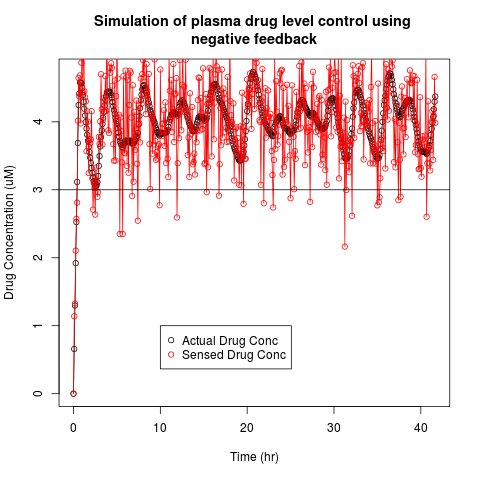 Simulation of plasma drug level control using
negative feedback
Drug Concentration (uM)
4
3
2
1
0
Actual Drug Conc
Sensed Drug Conc
0 10 20 30 40
Time (hr)